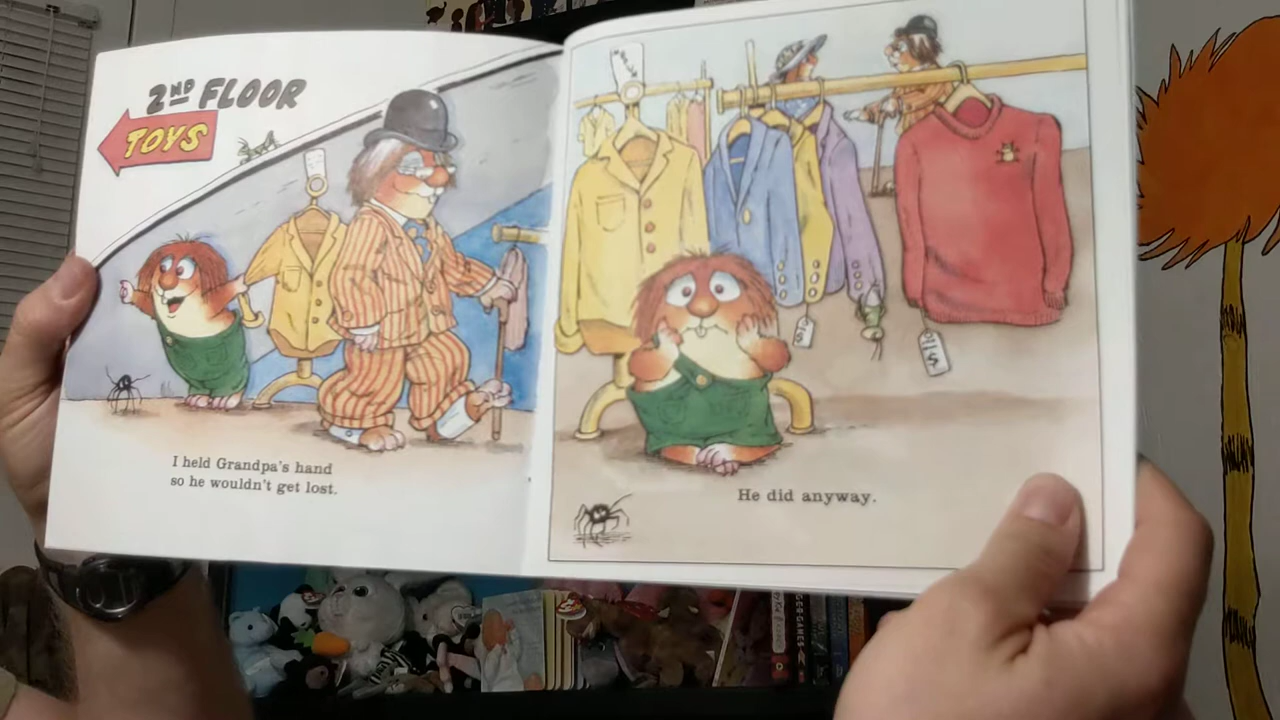 2ND FLOOR
TOYS
I held Grandpa's hand
so he wouldn't get lost.
He did anyway.